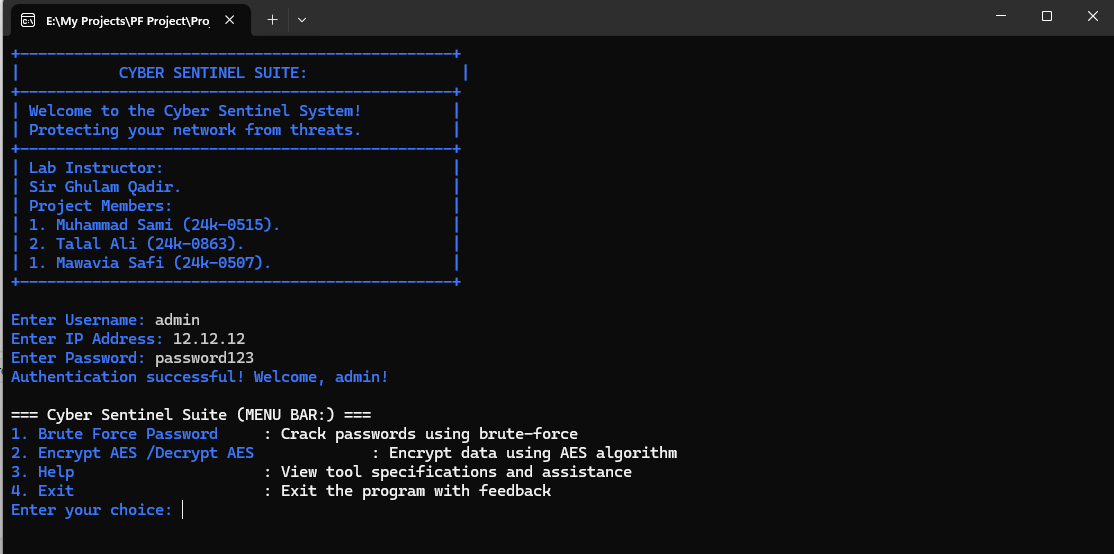 E:\My Projects\PF Project\Proj
+------------------------------------------------+
| CYBER SENTINEL SUITE: |
+------------------------------------------------+
| Welcome to the Cyber Sentinel System! |
| Protecting your network from threats. |
+------------------------------------------------+
| Lab Instructor: |
| Sir Ghulam Qadir. |
| Project Members: |
| 1. Muhammad Sami (24k-0515). |
| 2. Talal Ali (24k-0863). |
| 1. Mawavia Safi (24k-0507). |
+------------------------------------------------+
Enter Username: admin
Enter IP Address: 12.12.12
Enter Password: password123
Authentication successful! Welcome, admin!
=== Cyber Sentinel Suite (MENU BAR:) ===
1. Brute Force Password : Crack passwords using brute-force
2. Encrypt AES /Decrypt AES : Encrypt data using AES algorithm
3. Help : View tool specifications and assistance
4. Exit : Exit the program with feedback
Enter your choice: